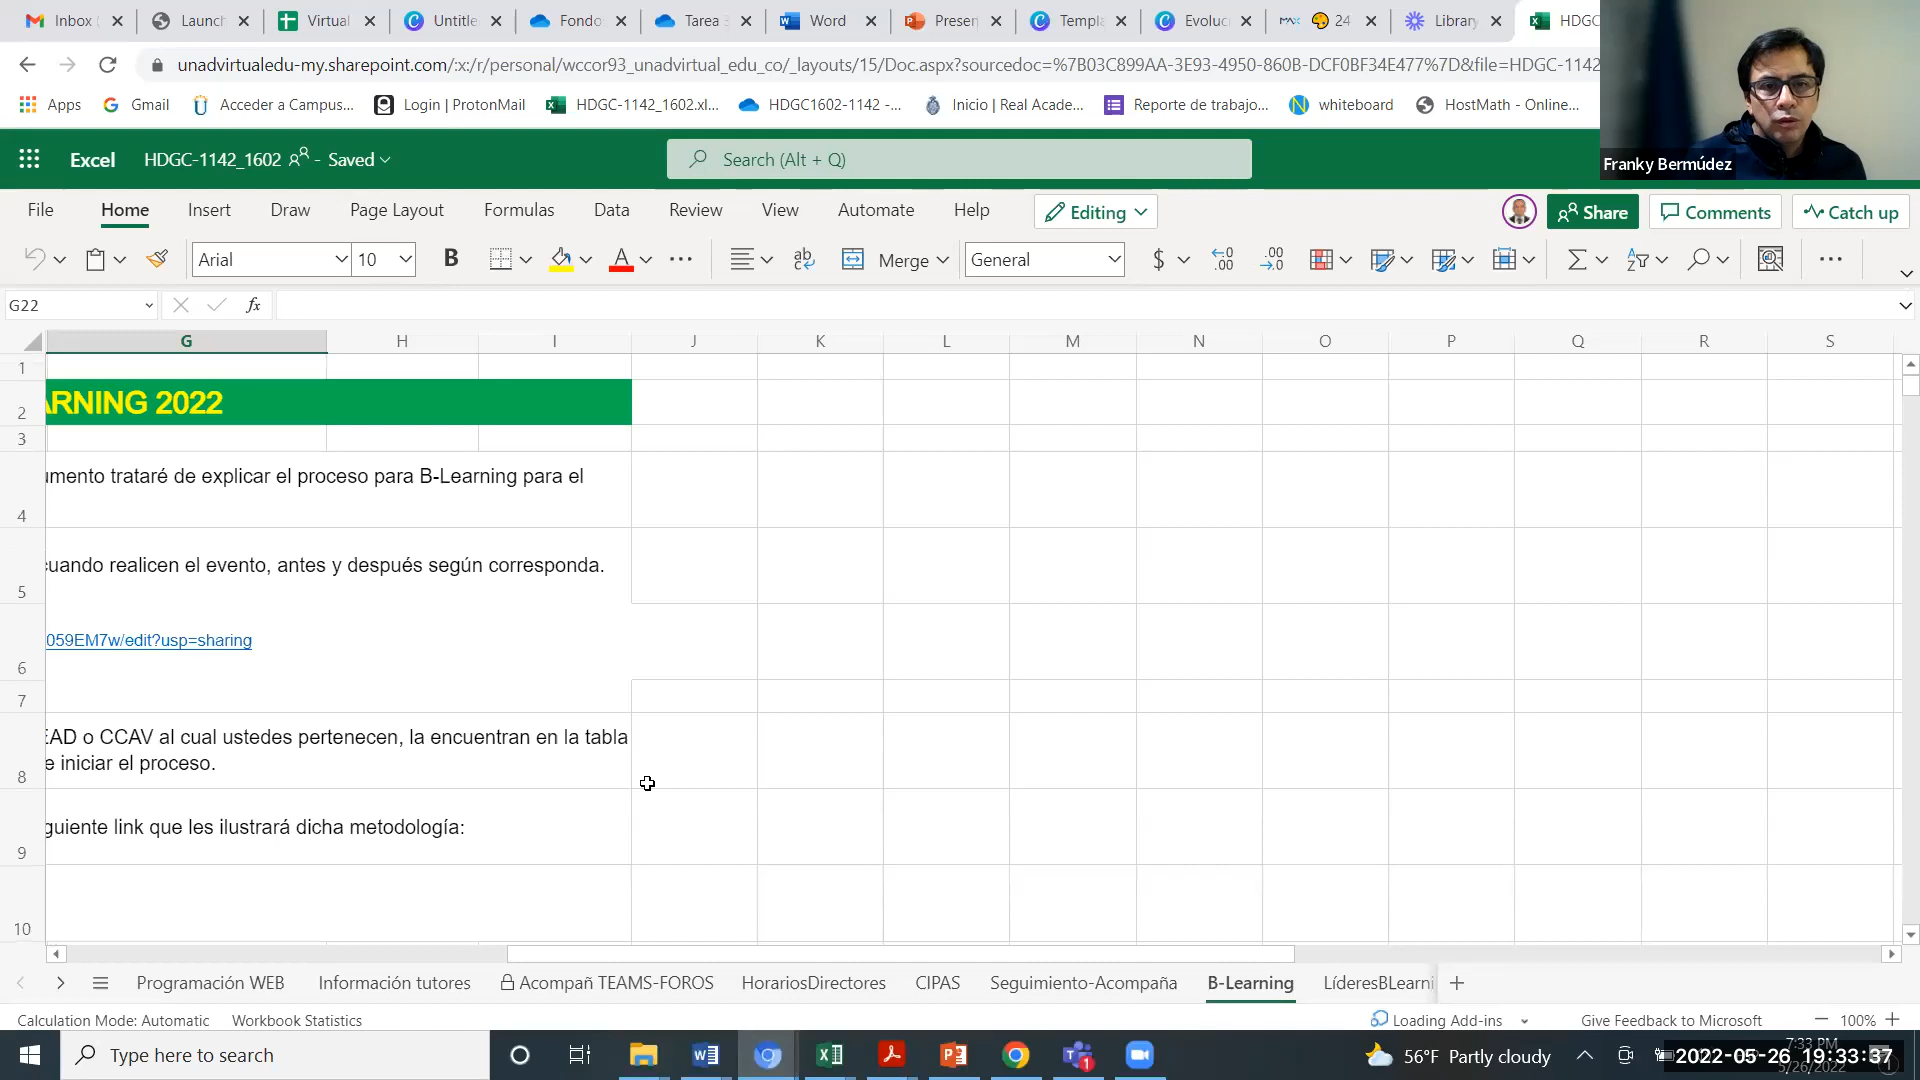 Inbox (
Launch
Virtual
Untitle
Fondo
Tarea 3
Word
Presen
Templa
Evoluc
24
Library
HDGC
unadvirtualedu-my.sharepoint.com/:x:/r/personal/wccor93_unadvirtual_edu_co/_layouts/15/Doc.aspx?sourcedoc=%7B03C899AA-3E93-4950-860B-DCF0BF34E477%7D&file=HDGC-1142
Apps
Gmail
Acceder a Campus...
Login | ProtonMail
HDGC-1142_1602.xl...
HDGC1602-1142 -...
Inicio | Real Acade...
Reporte de trabajo...
whiteboard
HostMath - Online...
Franky Bermúdez
Excel
HDGC-1142_1602 - Saved
Search (Alt + Q)
File
Home
Insert
Draw
Page Layout
Formulas
Data
Review
View
Automate
Help
Editing
Share
Comments
Catch up
Arial
10
B
A
Merge
General
$
G22
fx
G H I J K L M N O P Q R S
1
2 ARNING 2022
3
umento trataré de explicar el proceso para B-Learning para el
4
cuando realicen el evento, antes y después según corresponda.
5
059EM7w/edit?usp=sharing
6
7
EAD o CCAV al cual ustedes pertenecen, la encuentran en la tabla
e iniciar el proceso.
8
guiente link que les ilustrará dicha metodología:
9
10
Programación WEB
Información tutores
Acompañ TEAMS-FOROS
HorariosDirectores
CIPAS
Seguimiento-Acompaña
B-Learning
LíderesBLearni
Calculation Mode: Automatic
Workbook Statistics
Loading Add-ins
Give Feedback to Microsoft
100%
Type here to search
56°F Partly cloudy
7:33 PM
2022-05-26 19:33:37
5/26/2022